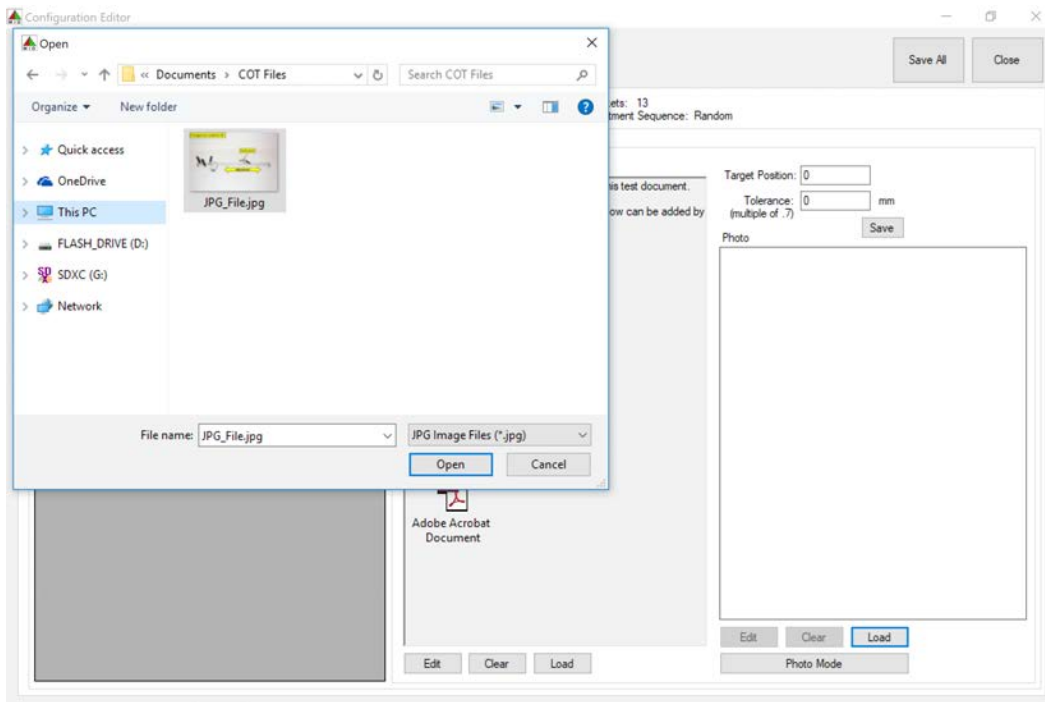 Configuration Editor
Open
« Documents › COT Files
Search COT Files
Organize
New folder
Quick access
OneDrive
This PC
FLASH_DRIVE (D:)
SDXC (G:)
Network
JPG_File.jpg
File name: JPG_File.jpg
JPG Image Files (*.jpg)
Open
Cancel
Save All
Close
ets: 13
tment Sequence: Random
is test document.
ow can be added by
Target Position: 0
Tolerance: 0 mm
(multiple of .7)
Save
Photo
Adobe Acrobat
Document
Edit
Clear
Load
Edit
Clear
Load
Photo Mode